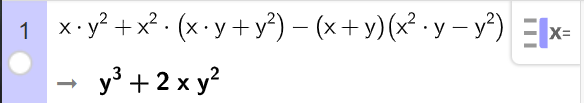 1 x · y² + x² · (x · y + y²) − (x + y)(x² · y − y²) x=
→ y³ + 2 x y²